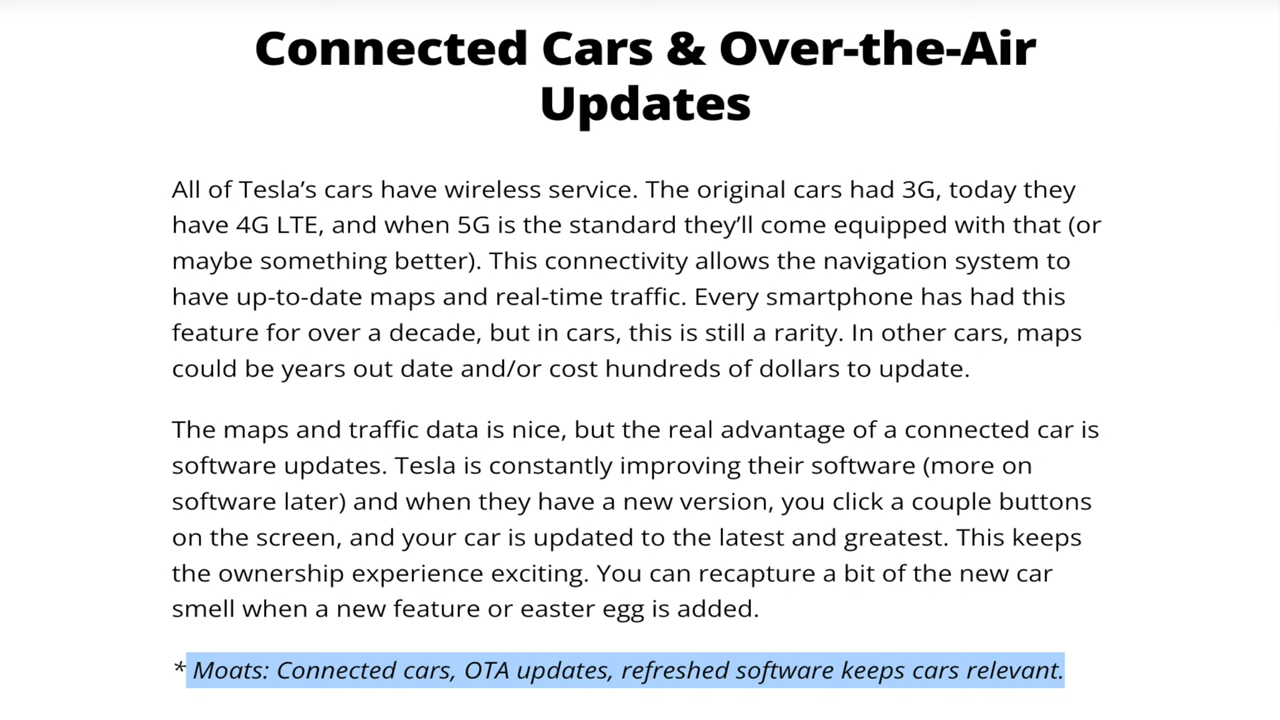 Connected Cars & Over-the-Air
Updates
All of Tesla’s cars have wireless service. The original cars had 3G, today they
have 4G LTE, and when 5G is the standard they’ll come equipped with that (or
maybe something better). This connectivity allows the navigation system to
have up-to-date maps and real-time traffic. Every smartphone has had this
feature for over a decade, but in cars, this is still a rarity. In other cars, maps
could be years out date and/or cost hundreds of dollars to update.
The maps and traffic data is nice, but the real advantage of a connected car is
software updates. Tesla is constantly improving their software (more on
software later) and when they have a new version, you click a couple buttons
on the screen, and your car is updated to the latest and greatest. This keeps
the ownership experience exciting. You can recapture a bit of the new car
smell when a new feature or easter egg is added.
* Moats: Connected cars, OTA updates, refreshed software keeps cars relevant.